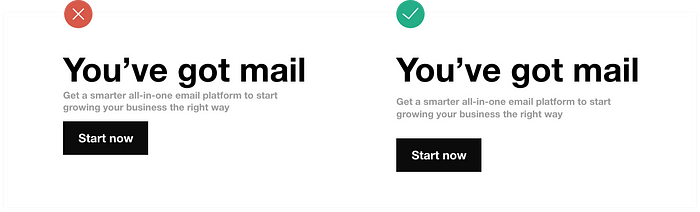 You’ve got mail
Get a smarter all-in-one email platform to start
growing your business the right way
Start now
You’ve got mail
Get a smarter all-in-one email platform to start
growing your business the right way
Start now